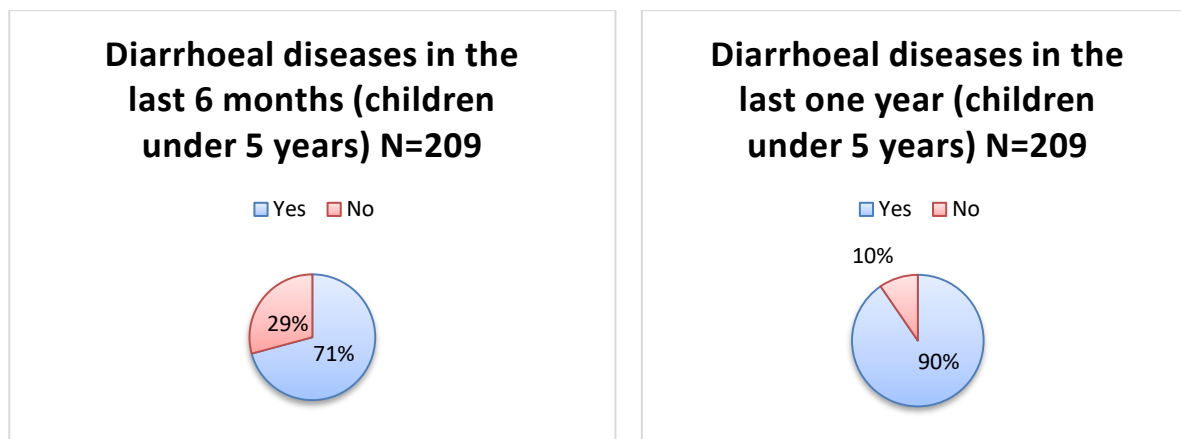 Diarrhoeal diseases in the
last 6 months (children
under 5 years) N=209
Yes No
29%
71%
Diarrhoeal diseases in the
last one year (children
under 5 years) N=209
Yes No
10%
90%